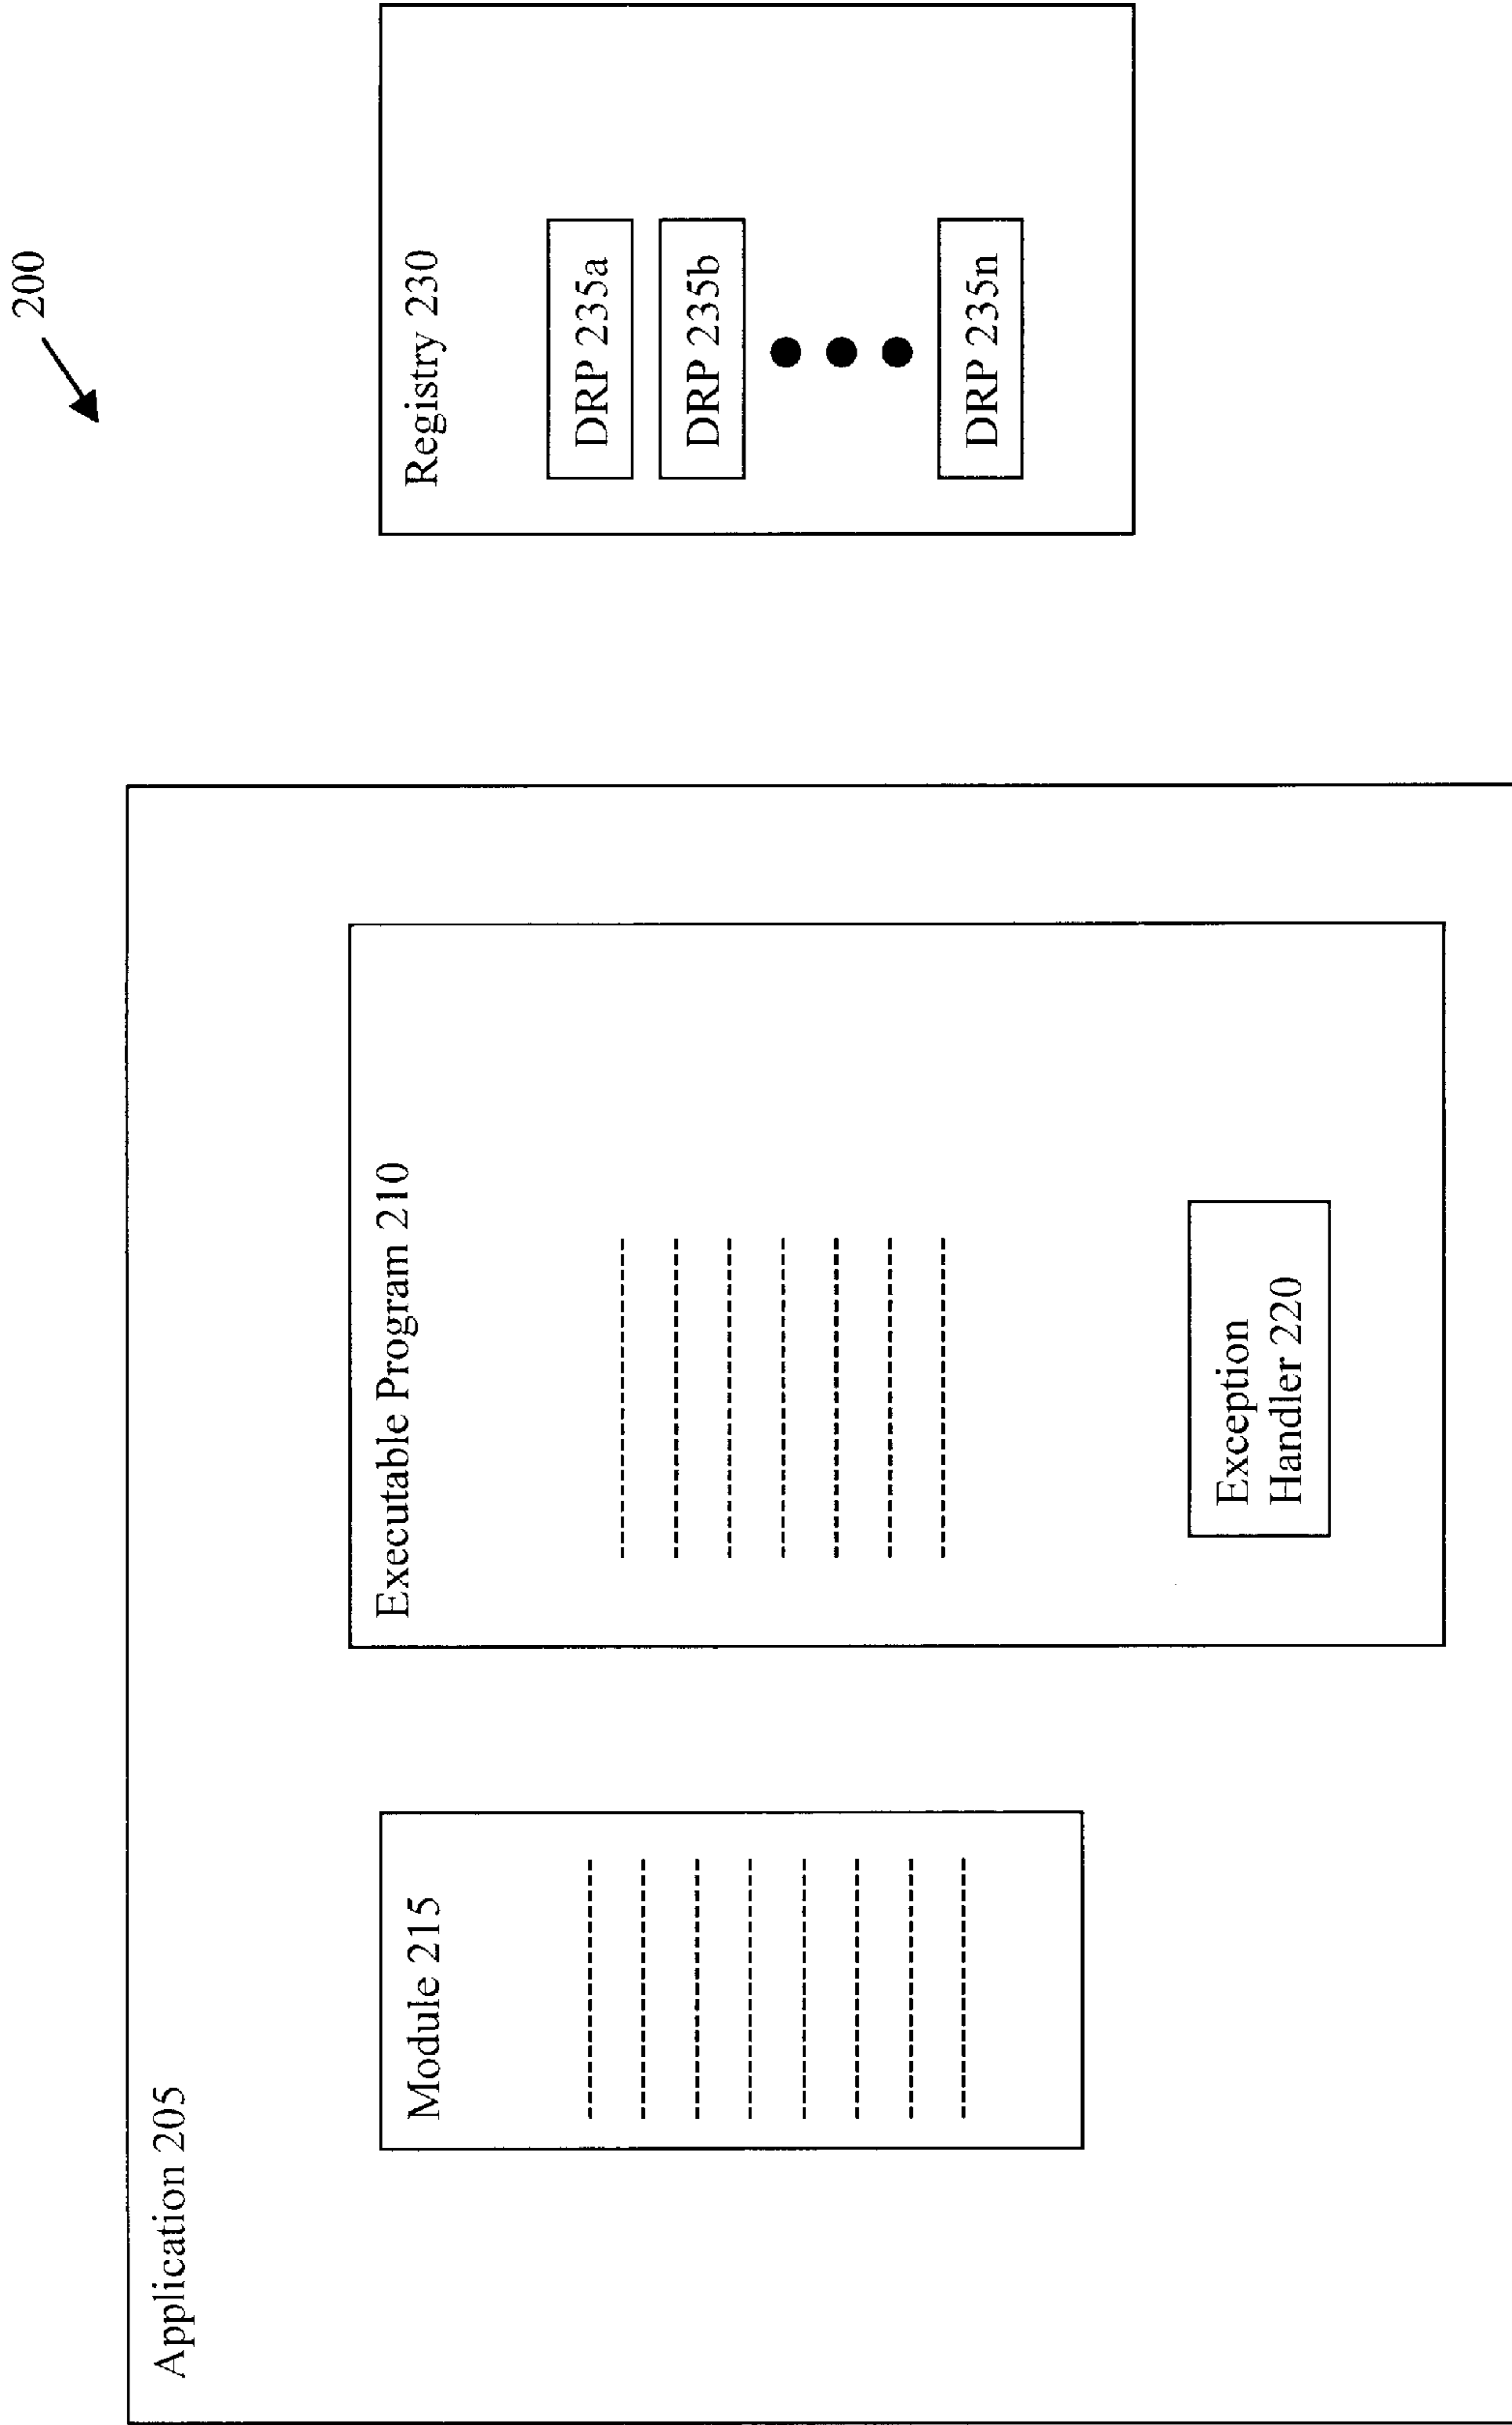 200
Application 205
Module 215
Executable Program 210
Exception
Handler 220
Registry 230
DRP 235a
DRP 235b
DRP 235n